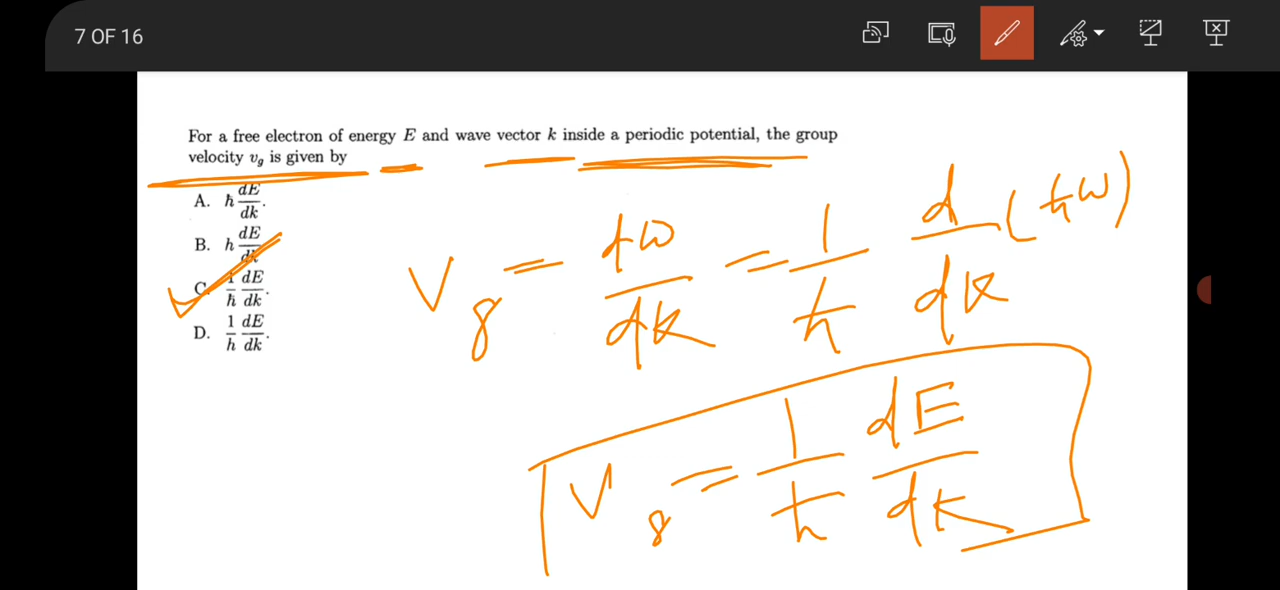 7 OF 16
For a free electron of energy E and wave vector k inside a periodic potential, the group
velocity v_g is given by
A. ħ dE/dk.
B. h dE/dk
C. 1/ħ dE/dk.
D. 1/h dE/dk.
V_g = dω/dk = 1/ħ d/dk (ħω)
V_g = 1/ħ dE/dk